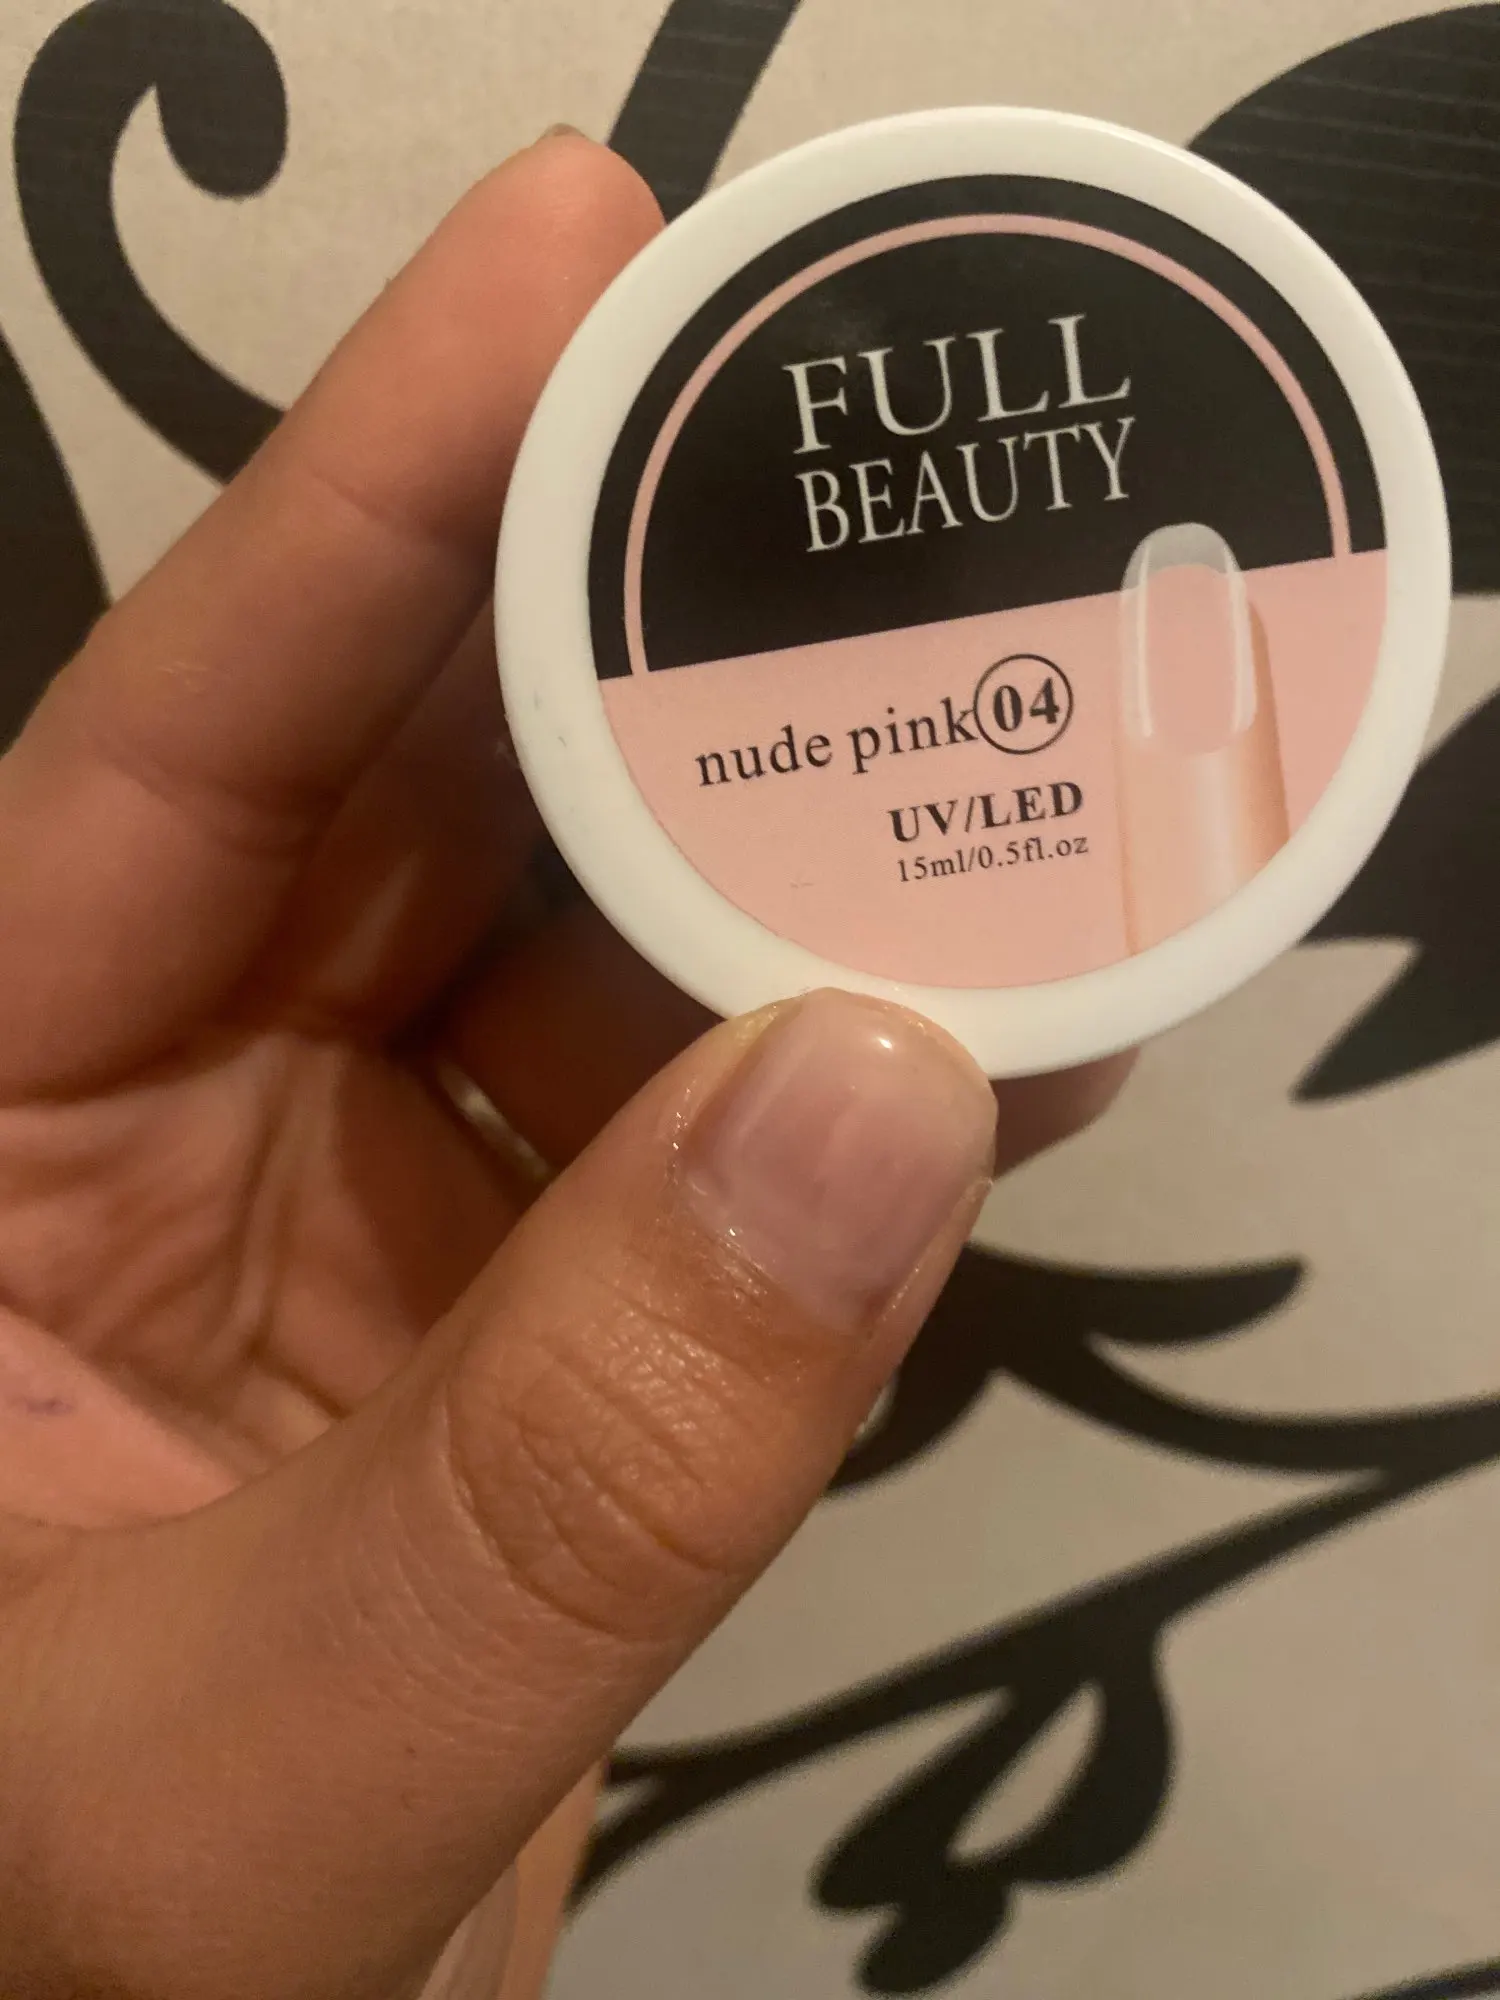 FULL
BEAUTY
nude pink 04
UV/LED
15ml/0.5fl.oz